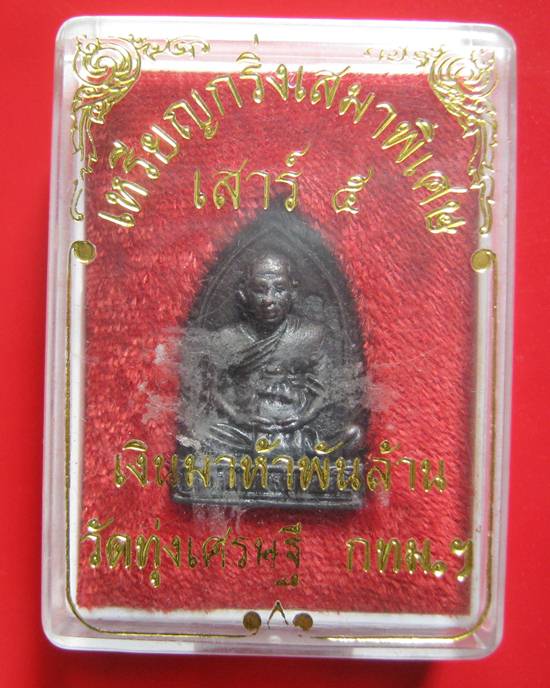 เหรียญกริ่งเสมาพิเศษ
เสาร์ ๕
เงินมาห้าพันล้าน
วัดทุ่งเศรษฐี กทม.ฯ